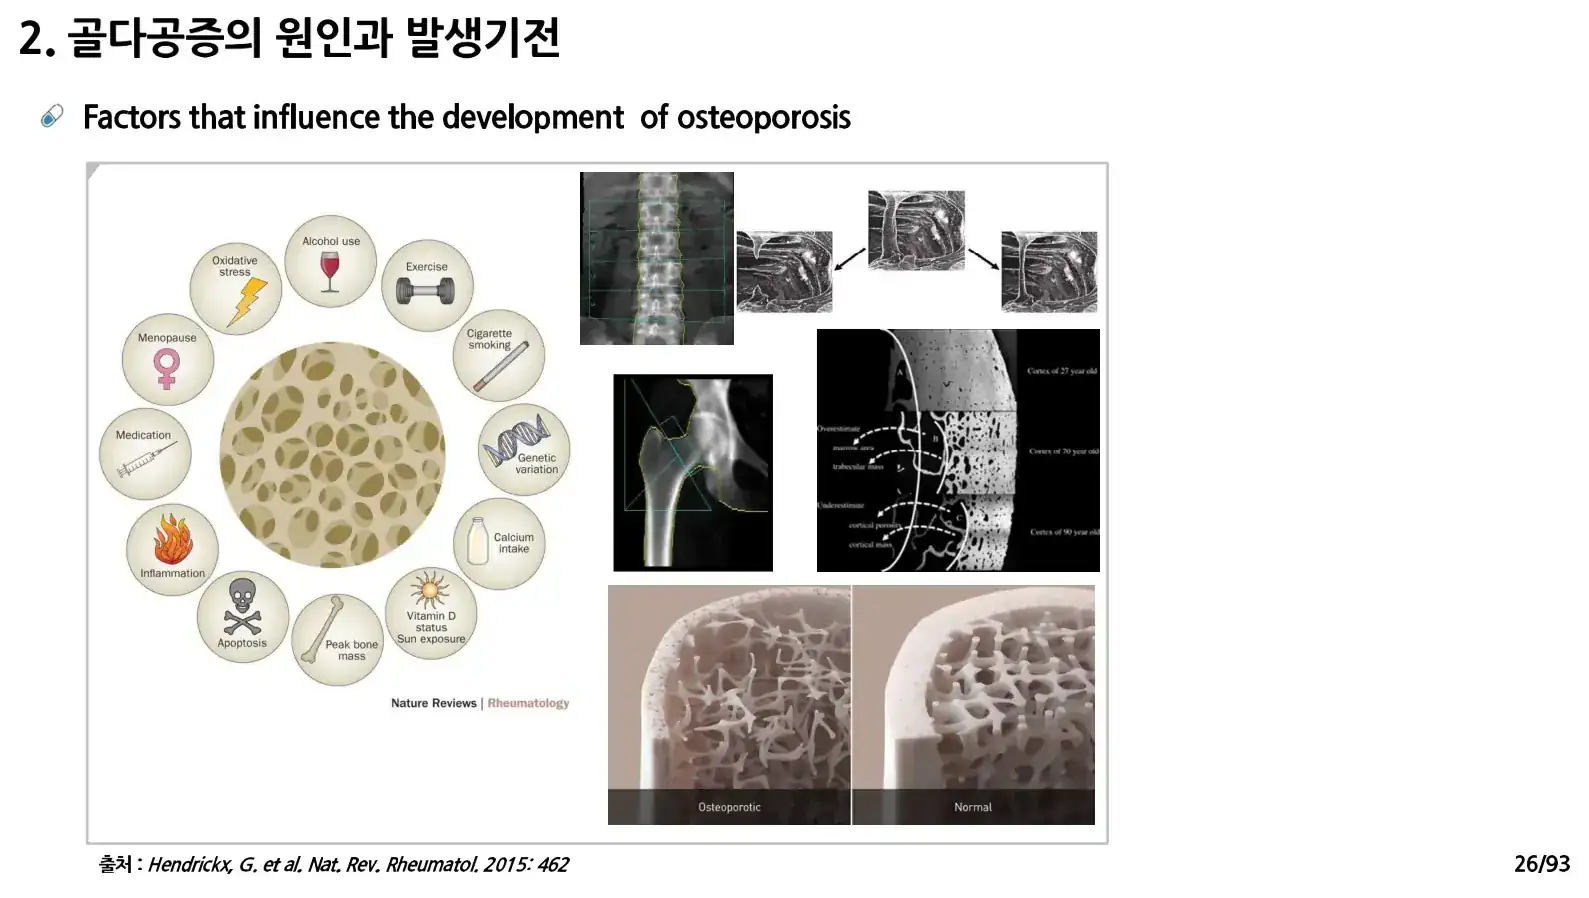 2. 골다공증의 원인과 발생기전
Factors that influence the development of osteoporosis
Alcohol use
Exercise
Cigarette
smoking
Genetic
variation
Calcium
intake
Vitamin D
status
Sun exposure
Peak bone
mass
Apoptosis
Inflammation
Medication
Menopause
Oxidative
stress
Nature Reviews | Rheumatology
A
Cortex of 27 year old
Overestimate
B
marrow area
trabecular mass
Cortex of 70 year old
Underestimate
C
cortical porosity
cortical mass
Cortex of 90 year old
Osteoporotic
Normal
출처 : Hendrickx, G. et al. Nat. Rev. Rheumatol. 2015: 462
26/93